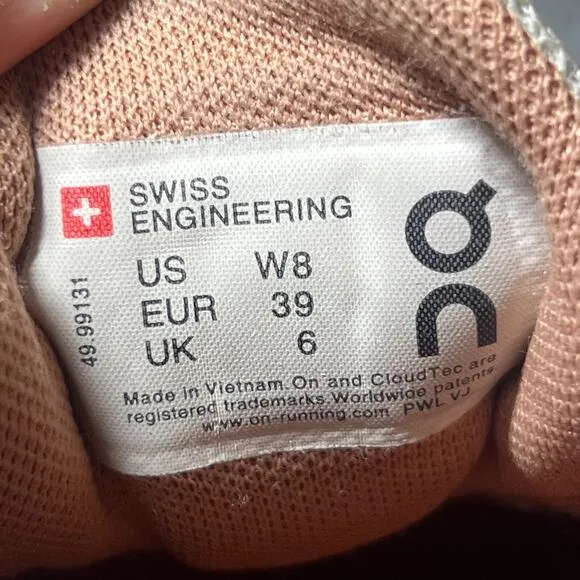 SWISS
ENGINEERING
US W8
EUR 39
UK 6
49.99131
Made in Vietnam On and CloudTec are
registered trademarks Worldwide patents
www.on-running.com PWL VJ
On